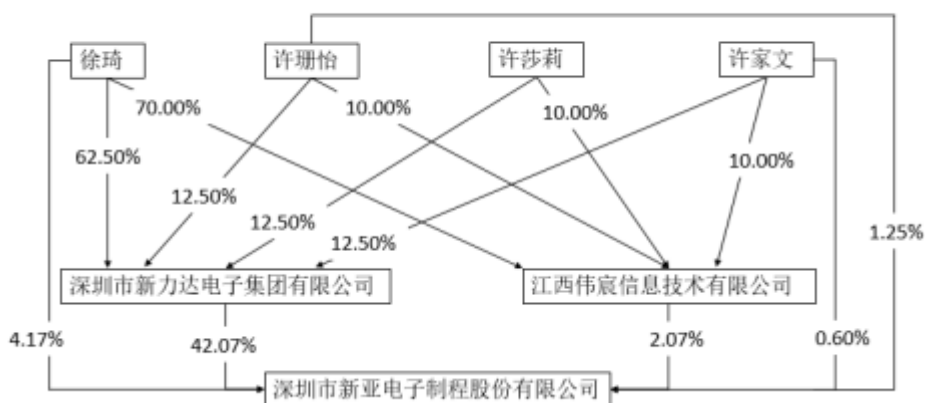 徐琦 许珊怡 许莎莉 许家文
70.00% 10.00% 10.00%
62.50% 10.00%
12.50% 12.50% 12.50% 1.25%
深圳市新力达电子集团有限公司 江西伟宸信息技术有限公司
4.17% 42.07% 2.07% 0.60%
深圳市新亚电子制程股份有限公司